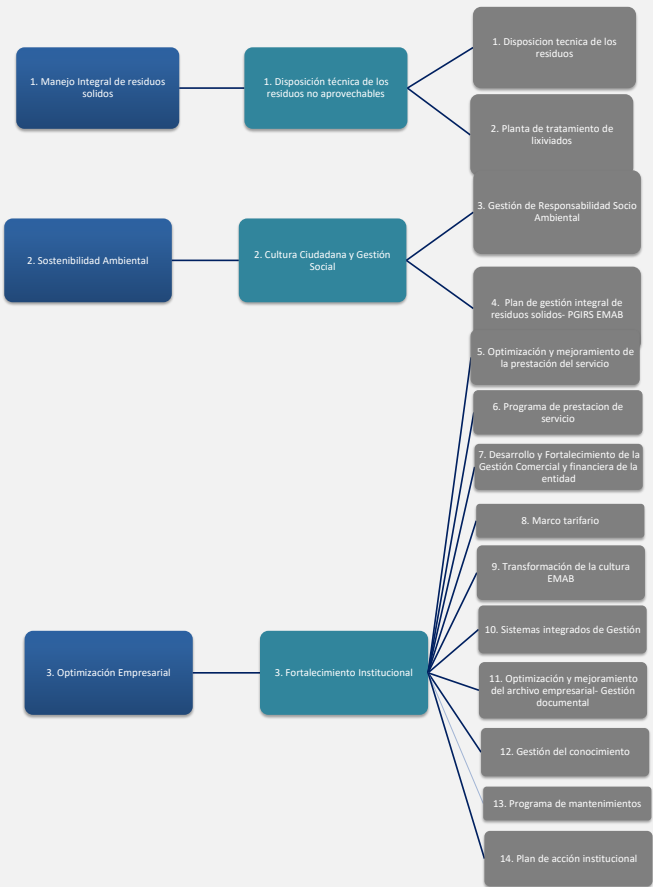 1. Manejo Integral de residuos
solidos
1. Disposición técnica de los
residuos no aprovechables
1. Disposicion tecnica de los
residuos
2. Planta de tratamiento de
lixiviados
2. Sostenibilidad Ambiental
2. Cultura Ciudadana y Gestión
Social
3. Gestión de Responsabilidad Socio
Ambiental
4. Plan de gestión integral de
residuos solidos- PGIRS EMAB
3. Optimización Empresarial
3. Fortalecimiento Institucional
5. Optimización y mejoramiento de
la prestación del servicio
6. Programa de prestacion de
servicio
7. Desarrollo y Fortalecimiento de la
Gestión Comercial y financiera de la
entidad
8. Marco tarifario
9. Transformación de la cultura
EMAB
10. Sistemas integrados de Gestión
11. Optimización y mejoramiento
del archivo empresarial- Gestión
documental
12. Gestión del conocimiento
13. Programa de mantenimientos
14. Plan de acción institucional